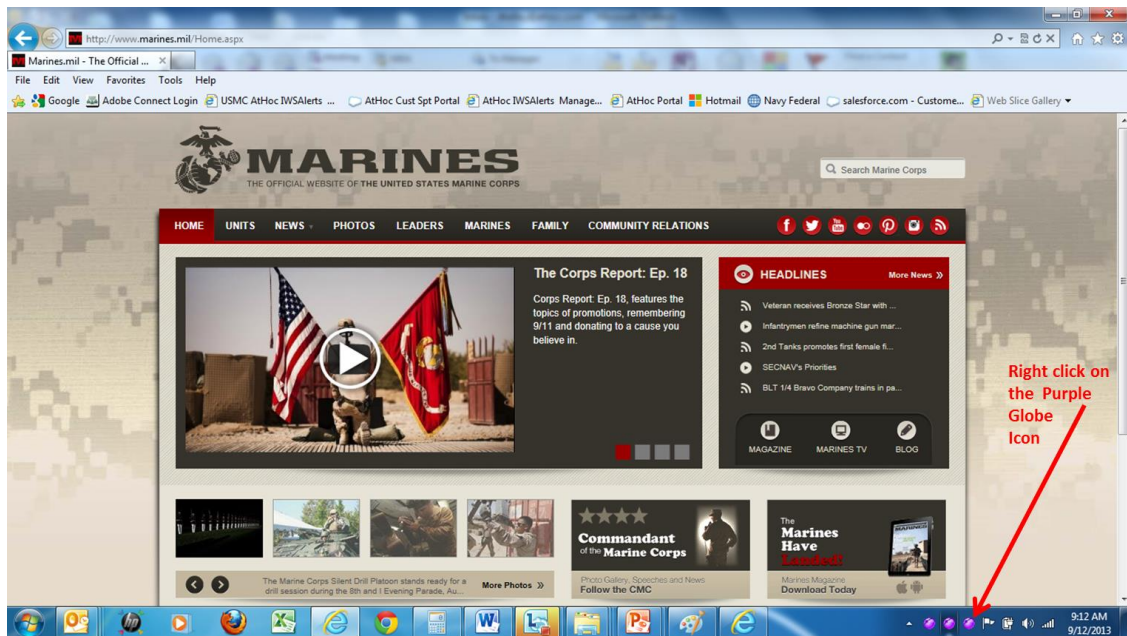 http://www.marines.mil/Home.aspx
Marines.mil - The Official ...
File Edit View Favorites Tools Help
Google Adobe Connect Login USMC AtHoc IWSAlerts ... AtHoc Cust Spt Portal AtHoc IWSAlerts Manage... AtHoc Portal Hotmail Navy Federal salesforce.com - Custome... Web Slice Gallery
MARINES
THE OFFICIAL WEBSITE OF THE UNITED STATES MARINE CORPS
Search Marine Corps
HOME UNITS NEWS PHOTOS LEADERS MARINES FAMILY COMMUNITY RELATIONS
You Tube
The Corps Report: Ep. 18
Corps Report: Ep. 18, features the
topics of promotions, remembering
9/11 and donating to a cause you
believe in.
HEADLINES More News »
Veteran receives Bronze Star with ...
Infantrymen refine machine gun mar...
2nd Tanks promotes first female fi...
SECNAV's Priorities
BLT 1/4 Bravo Company trains in pa...
MAGAZINE MARINES TV BLOG
Right click on
the Purple
Globe
Icon
The Marine Corps Silent Drill Platoon stands ready for a
drill session during the 8th and I Evening Parade, Au...
More Photos »
Commandant
of the Marine Corps
Photo Gallery, Speeches and News
Follow the CMC
The
Marines
Have
Landed!
MARINES
Marines Magazine
Download Today
9:12 AM
9/12/2013